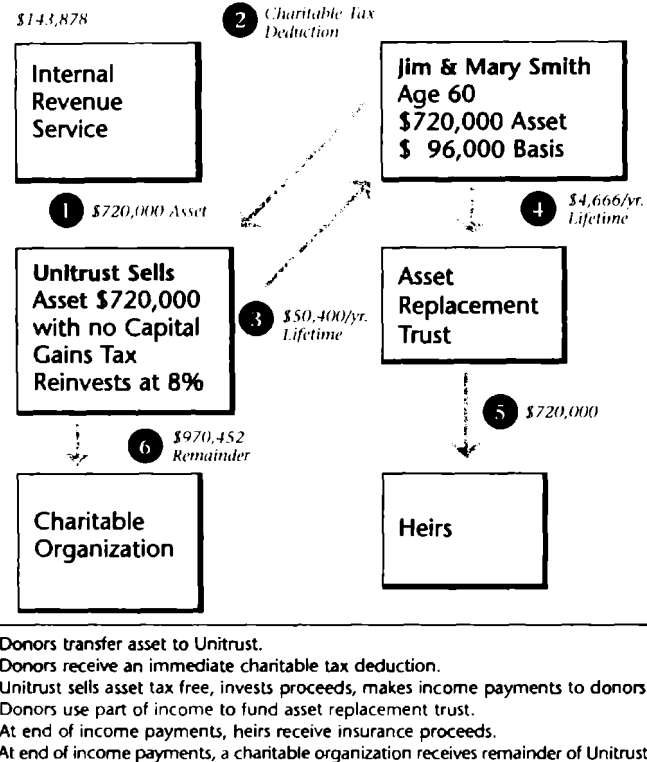 $143,878
2 Charitable Tax
Deduction
Internal
Revenue
Service
Jim & Mary Smith
Age 60
$720,000 Asset
$ 96,000 Basis
1 $720,000 Asset
4 $4,666/yr.
Lifetime
Unitrust Sells
Asset $720,000
with no Capital
Gains Tax
Reinvests at 8%
3 $50,400/yr.
Lifetime
Asset
Replacement
Trust
5 $720,000
6 $970,452
Remainder
Charitable
Organization
Heirs
Donors transfer asset to Unitrust.
Donors receive an immediate charitable tax deduction.
Unitrust sells asset tax free, invests proceeds, makes income payments to donors
Donors use part of income to fund asset replacement trust.
At end of income payments, heirs receive insurance proceeds.
At end of income payments, a charitable organization receives remainder of Unitrust